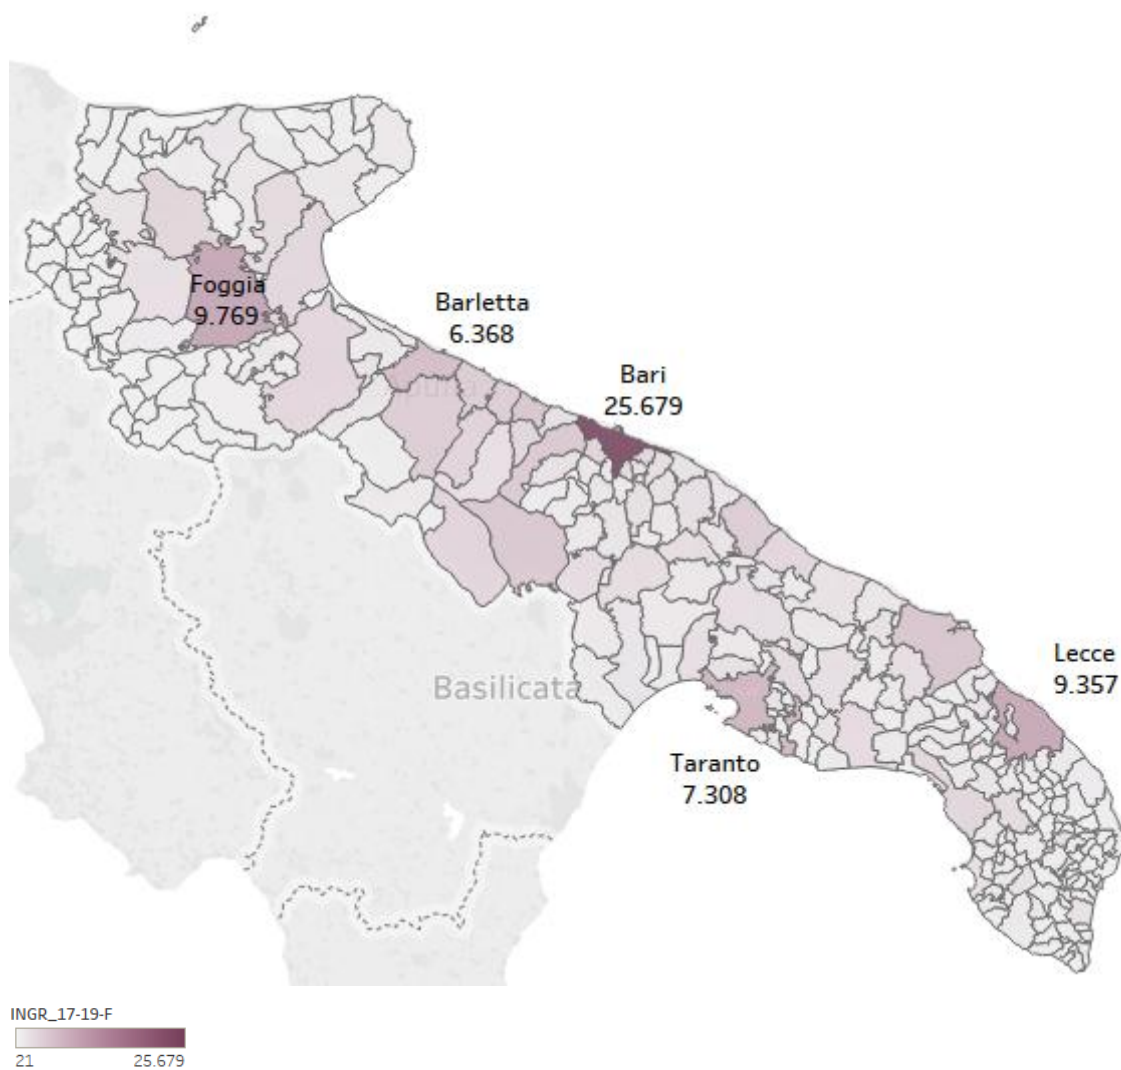 Foggia
9.769
Barletta
6.368
Bari
25.679
Lecce
9.357
Basilicata
Taranto
7.308
INGR_17-19-F
21
25.679